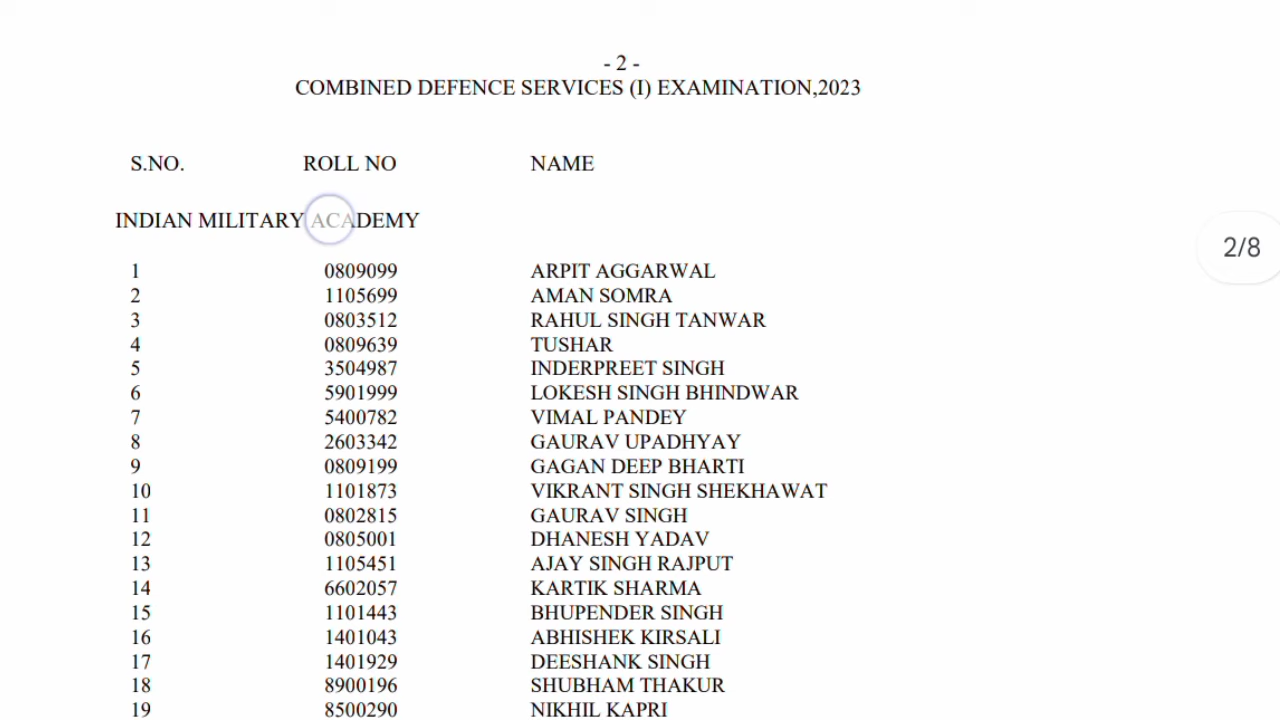 - 2 -
COMBINED DEFENCE SERVICES (I) EXAMINATION,2023
S.NO. ROLL NO NAME
INDIAN MILITARY ACADEMY
2/8
1 0809099 ARPIT AGGARWAL
2 1105699 AMAN SOMRA
3 0803512 RAHUL SINGH TANWAR
4 0809639 TUSHAR
5 3504987 INDERPREET SINGH
6 5901999 LOKESH SINGH BHINDWAR
7 5400782 VIMAL PANDEY
8 2603342 GAURAV UPADHYAY
9 0809199 GAGAN DEEP BHARTI
10 1101873 VIKRANT SINGH SHEKHAWAT
11 0802815 GAURAV SINGH
12 0805001 DHANESH YADAV
13 1105451 AJAY SINGH RAJPUT
14 6602057 KARTIK SHARMA
15 1101443 BHUPENDER SINGH
16 1401043 ABHISHEK KIRSALI
17 1401929 DEESHANK SINGH
18 8900196 SHUBHAM THAKUR
19 8500290 NIKHIL KAPRI